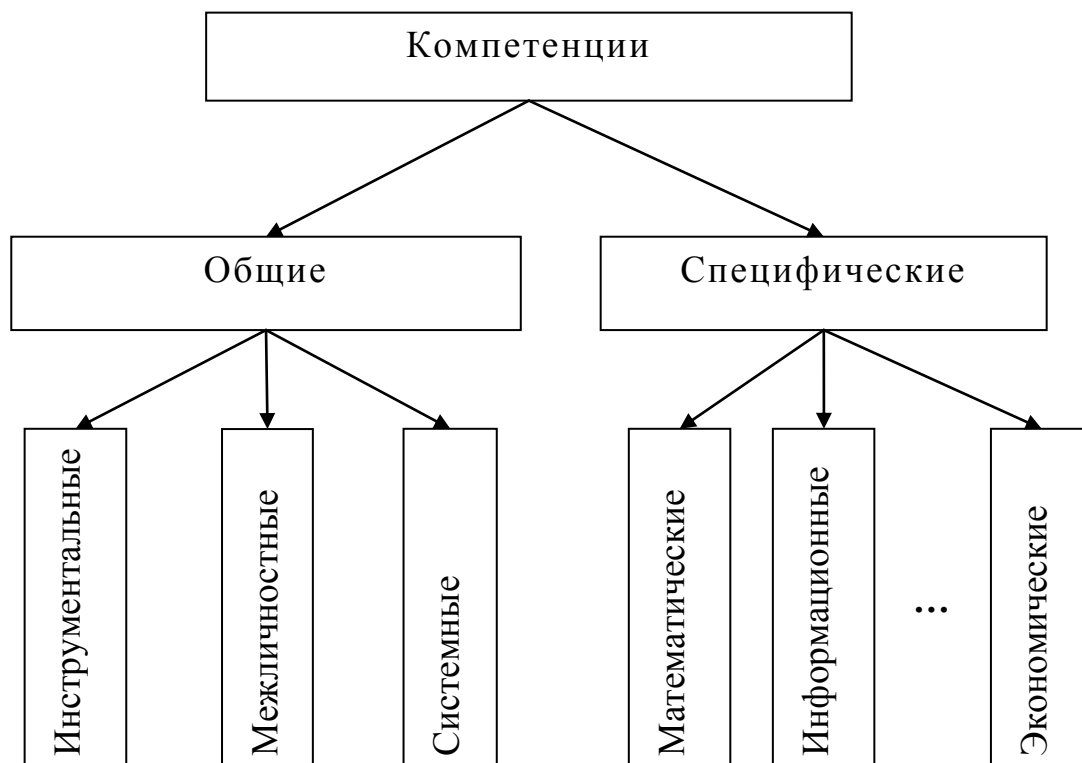 Компетенции
Общие
Специфические
Инструментальные
Межличностные
Системные
Математические
Информационные
...
Экономические